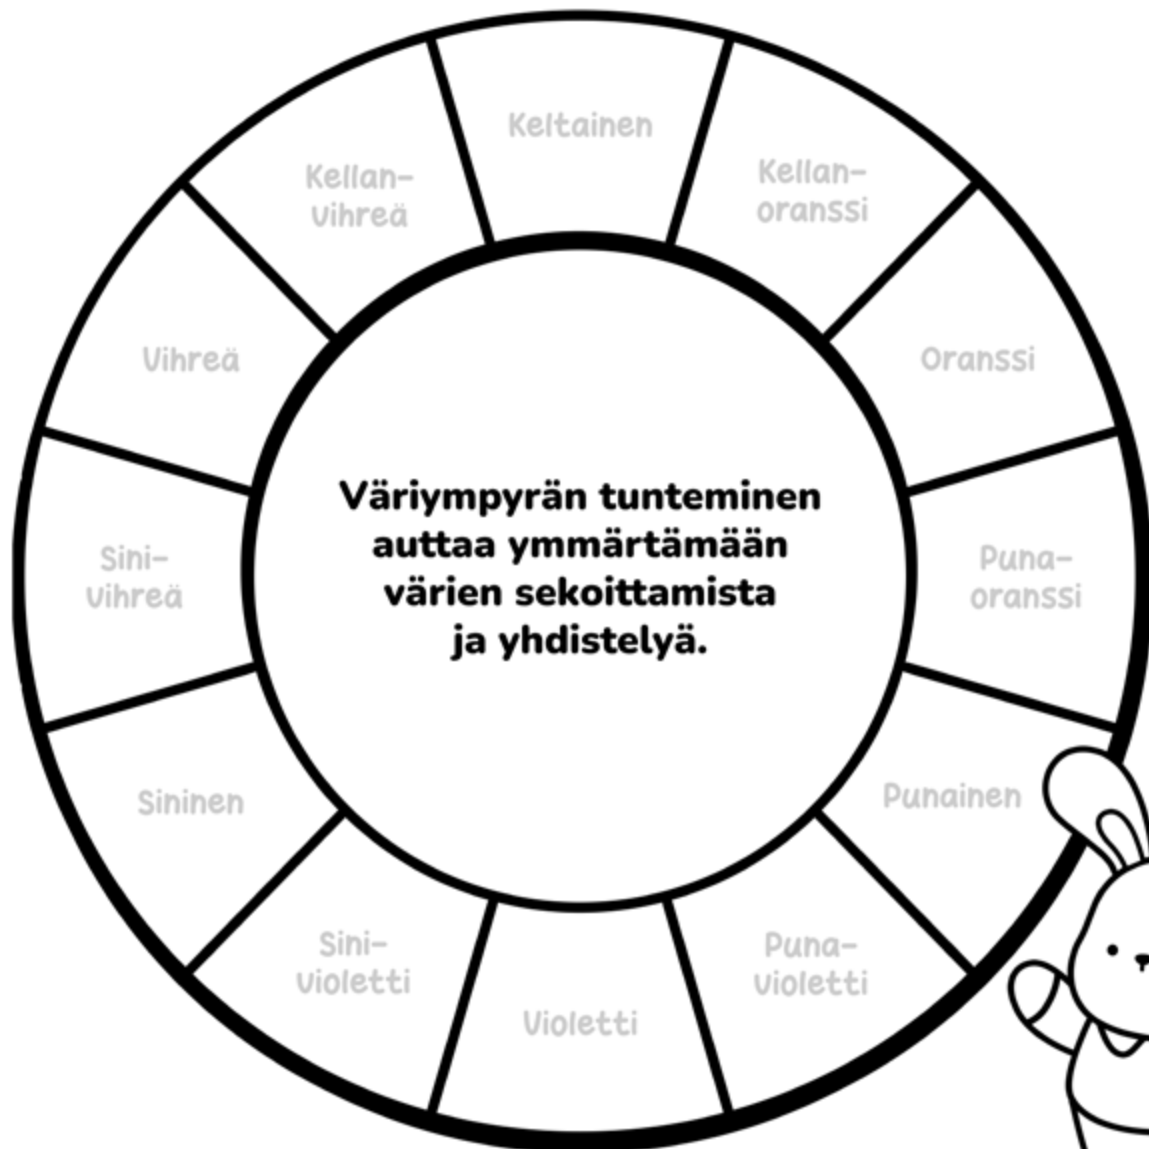 Keltainen
Kellan-
oranssi
Oranssi
Puna-
oranssi
Punainen
Puna-
violetti
Violetti
Sini-
violetti
Sininen
Sini-
vihreä
Vihreä
Kellan-
vihreä
Väriympyrän tunteminen
auttaa ymmärtämään
värien sekoittamista
ja yhdistelyä.